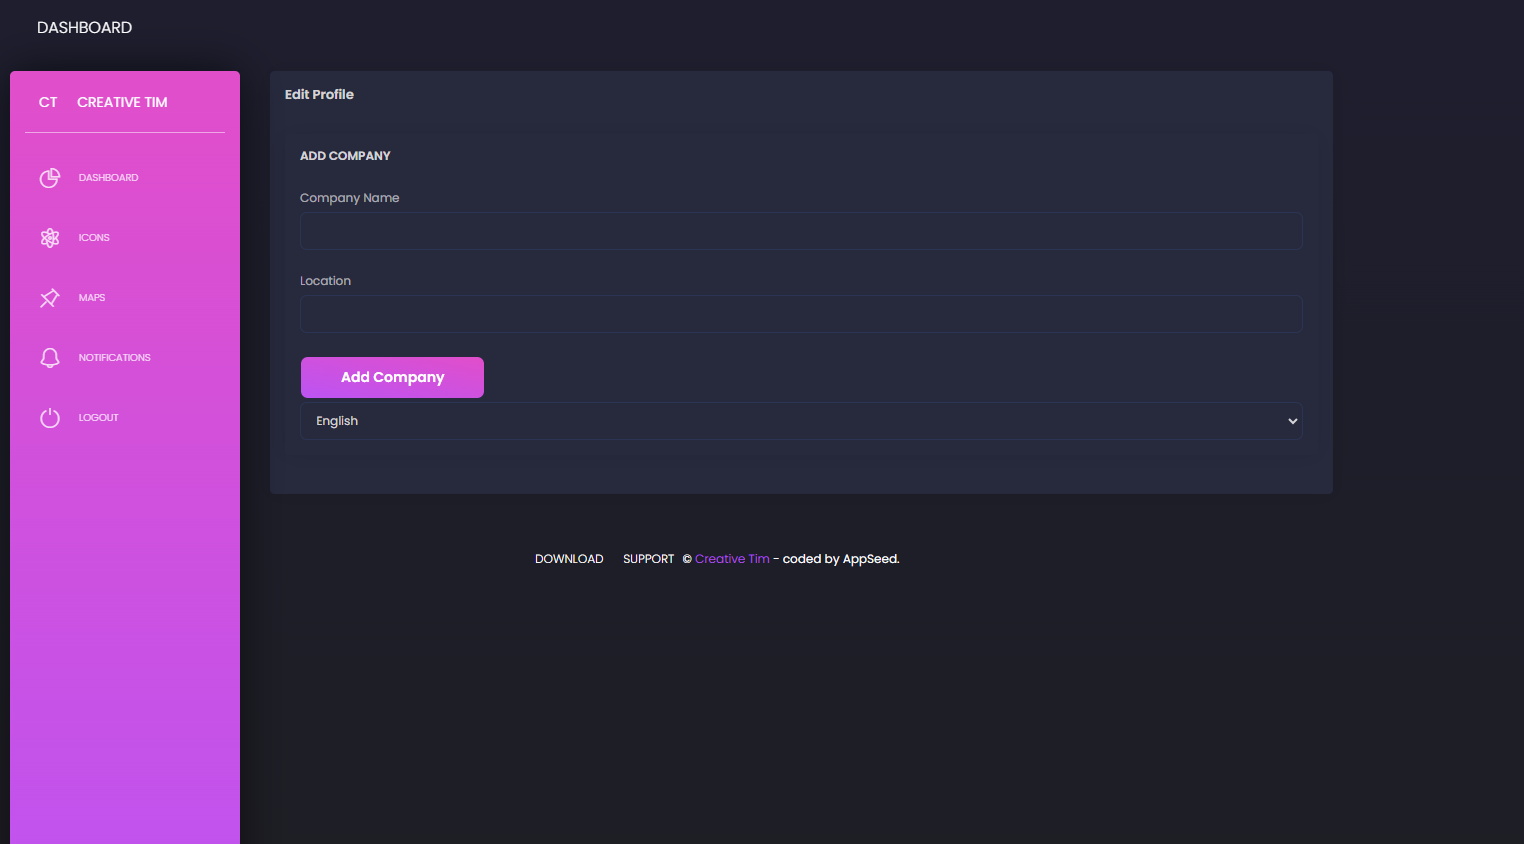 DASHBOARD
CT CREATIVE TIM
DASHBOARD
ICONS
MAPS
NOTIFICATIONS
LOGOUT
Edit Profile
ADD COMPANY
Company Name
Location
Add Company
English
DOWNLOAD SUPPORT © Creative Tim - coded by AppSeed.